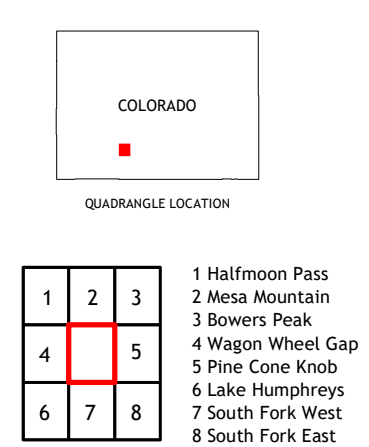 COLORADO
QUADRANGLE LOCATION
1 2 3
4 5
6 7 8
1 Halfmoon Pass
2 Mesa Mountain
3 Bowers Peak
4 Wagon Wheel Gap
5 Pine Cone Knob
6 Lake Humphreys
7 South Fork West
8 South Fork East